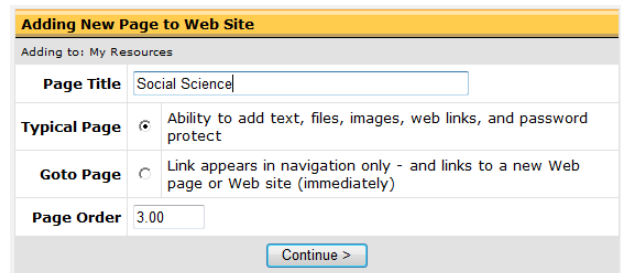 Adding New Page to Web Site
Adding to: My Resources
Page Title Social Science
Typical Page Ability to add text, files, images, web links, and password
protect
Goto Page Link appears in navigation only - and links to a new Web
page or Web site (immediately)
Page Order 3.00
Continue >